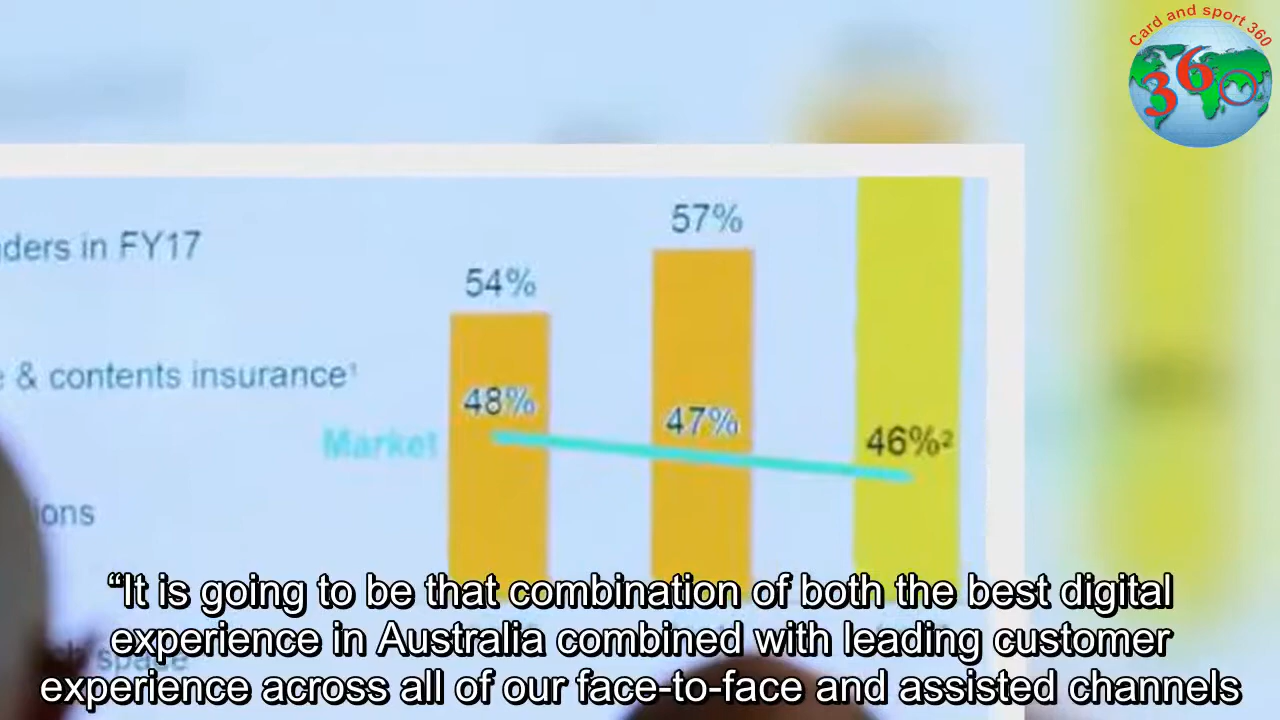 Card and sport 360
360
57%
ders in FY17
54%
& contents insurance¹
48%
47%
Market
46%²
ions
"It is going to be that combination of both the best digital
experience in Australia combined with leading customer
space
experience across all of our face-to-face and assisted channels